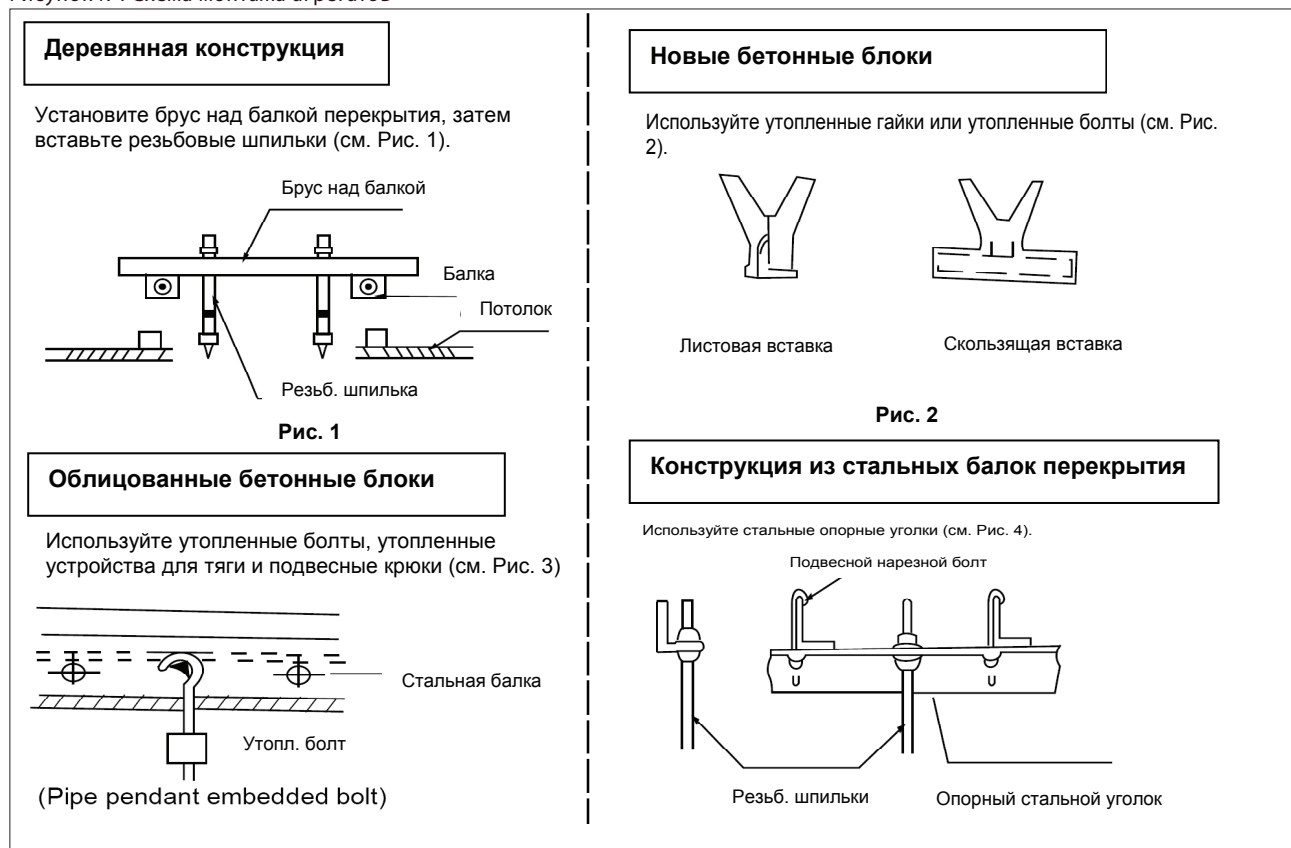 Деревянная конструкция
Установите брус над балкой перекрытия, затем
вставьте резьбовые шпильки (см. Рис. 1).
Брус над балкой
Балка
Потолок
Резьб. шпилька
Рис. 1
Новые бетонные блоки
Используйте утопленные гайки или утопленные болты (см. Рис.
2).
Листовая вставка
Скользящая вставка
Рис. 2
Облицованные бетонные блоки
Используйте утопленные болты, утопленные
устройства для тяги и подвесные крюки (см. Рис. 3)
Стальная балка
Утопл. болт
(Pipe pendant embedded bolt)
Конструкция из стальных балок перекрытия
Используйте стальные опорные уголки (см. Рис. 4).
Подвесной нарезной болт
Резьб. шпильки
Опорный стальной уголок